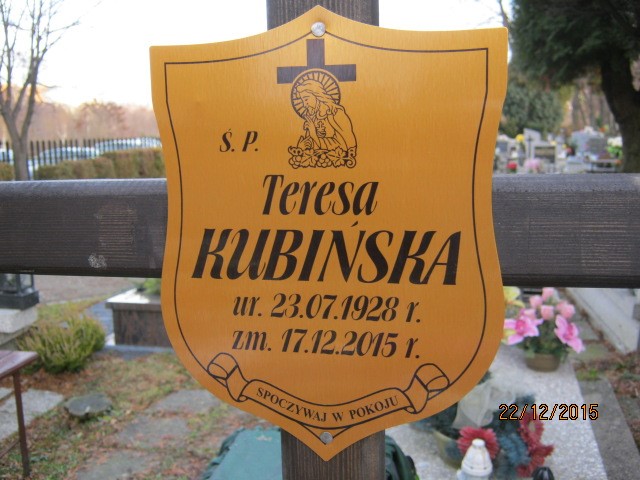 Ś. P.
Teresa
KUBIŃSKA
ur. 23.07.1928 r.
zm. 17.12.2015 r.
SPOCZYWAJ W POKOJU
22/12/2015